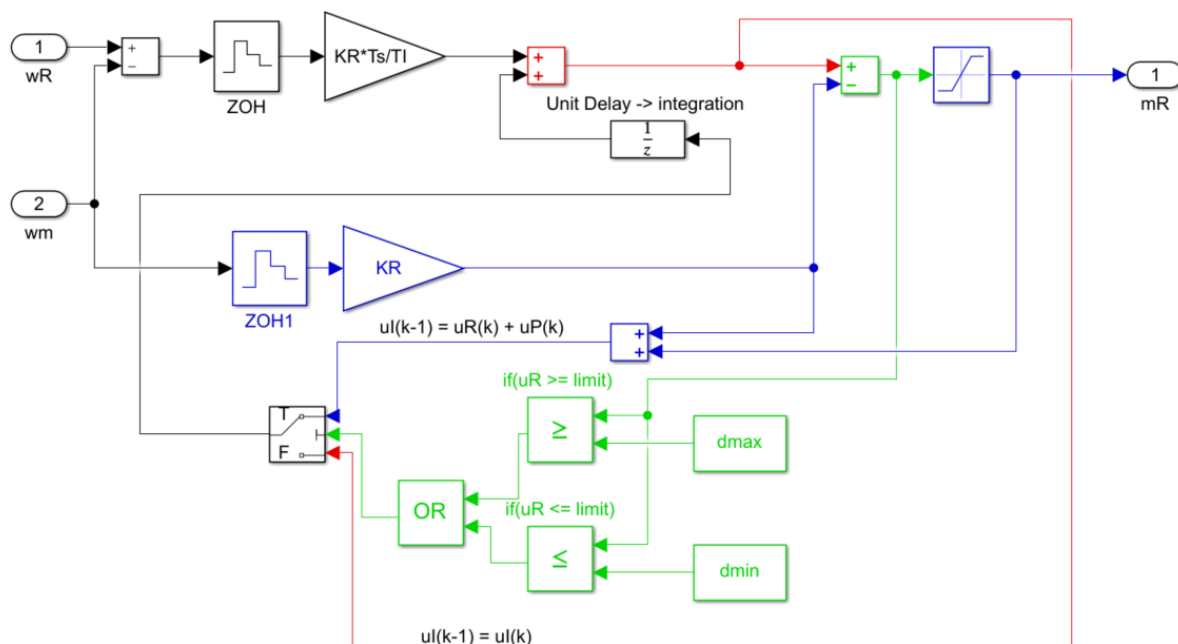 1
wR
+
−
ZOH
KR*Ts/TI
+
+
Unit Delay -> integration
1
z
+
−
1
mR
2
wm
ZOH1
KR
uI(k-1) = uR(k) + uP(k)
+
+
if(uR >= limit)
≥
dmax
T
F
OR
if(uR <= limit)
≤
dmin
uI(k-1) = uI(k)